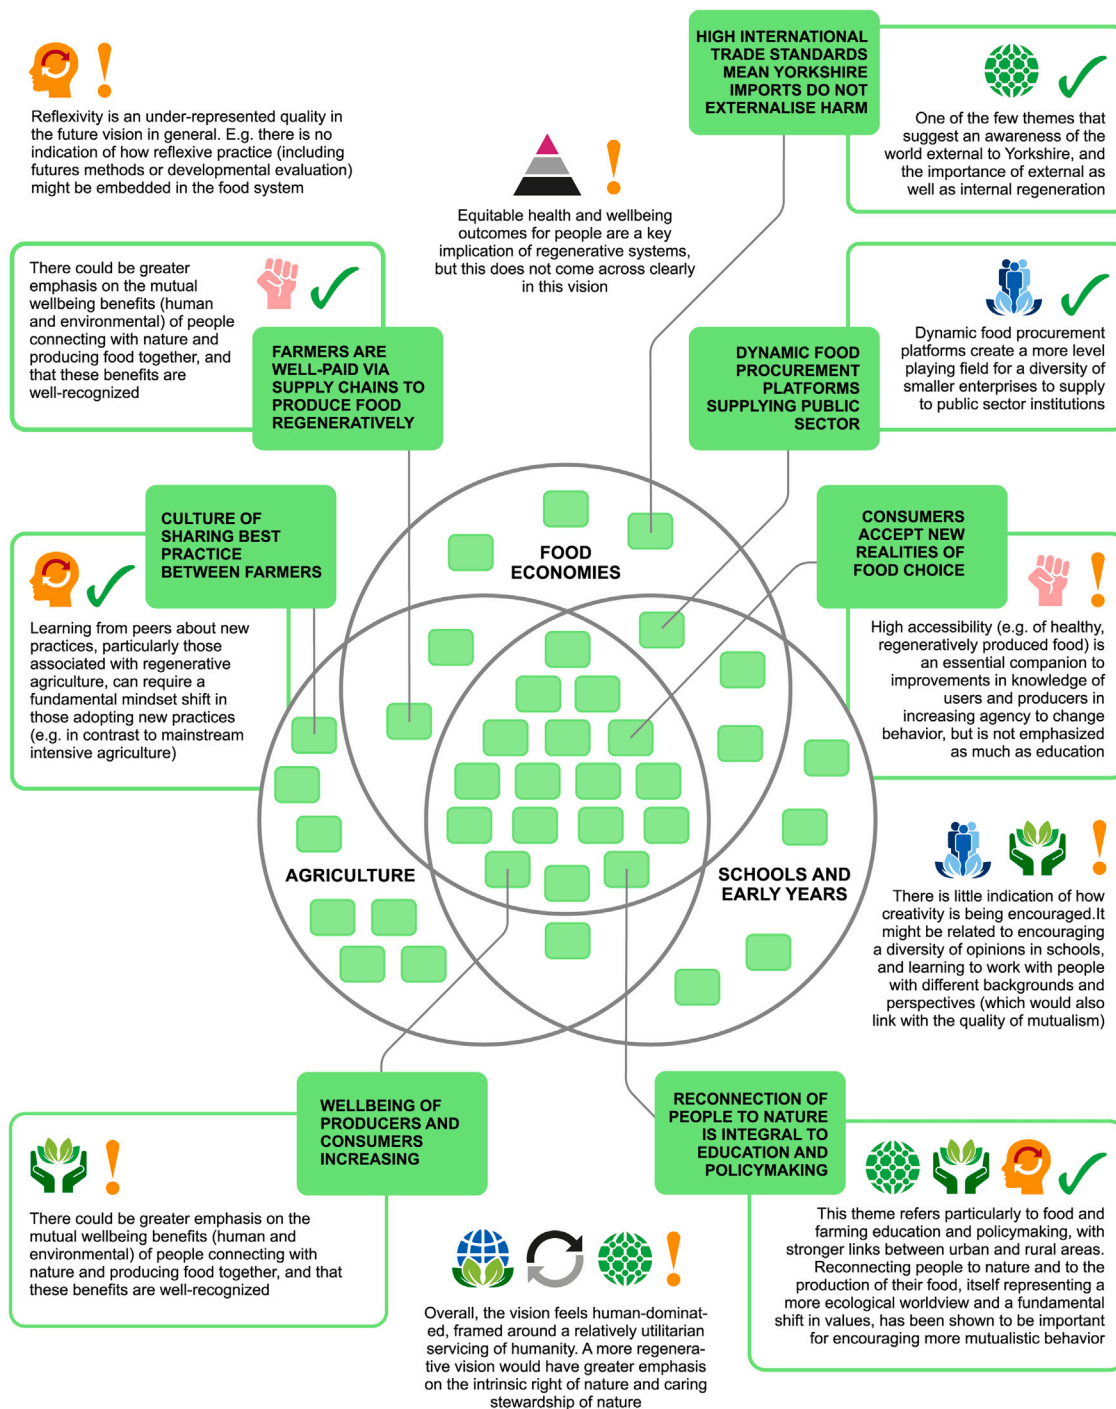 HIGH INTERNATIONAL
TRADE STANDARDS
MEAN YORKSHIRE
IMPORTS DO NOT
EXTERNALISE HARM
Reflexivity is an under-represented quality in
the future vision in general. E.g. there is no
indication of how reflexive practice (including
futures methods or developmental evaluation)
might be embedded in the food system
One of the few themes that
suggest an awareness of the
world external to Yorkshire, and
the importance of external as
well as internal regeneration
Equitable health and wellbeing
outcomes for people are a key
implication of regenerative systems,
but this does not come across clearly
in this vision
There could be greater
emphasis on the mutual
wellbeing benefits (human
and environmental) of people
connecting with nature and
producing food together, and
that these benefits are
well-recognized
FARMERS ARE
WELL-PAID VIA
SUPPLY CHAINS TO
PRODUCE FOOD
REGENERATIVELY
DYNAMIC FOOD
PROCUREMENT
PLATFORMS
SUPPLYING PUBLIC
SECTOR
Dynamic food procurement
platforms create a more level
playing field for a diversity of
smaller enterprises to supply
to public sector institutions
CULTURE OF
SHARING BEST
PRACTICE
BETWEEN FARMERS
Learning from peers about new
practices, particularly those
associated with regenerative
agriculture, can require a
fundamental mindset shift in
those adopting new practices
(e.g. in contrast to mainstream
intensive agriculture)
CONSUMERS
ACCEPT NEW
REALITIES OF
FOOD CHOICE
High accessibility (e.g. of healthy,
regeneratively produced food) is
an essential companion to
improvements in knowledge of
users and producers in
increasing agency to change
behavior, but is not emphasized
as much as education
FOOD
ECONOMIES
AGRICULTURE
SCHOOLS AND
EARLY YEARS
There is little indication of how
creativity is being encouraged.It
might be related to encouraging
a diversity of opinions in schools,
and learning to work with people
with different backgrounds and
perspectives (which would also
link with the quality of mutualism)
WELLBEING OF
PRODUCERS AND
CONSUMERS
INCREASING
There could be greater emphasis on the
mutual wellbeing benefits (human and
environmental) of people connecting with
nature and producing food together, and that
these benefits are well-recognized
RECONNECTION OF
PEOPLE TO NATURE
IS INTEGRAL TO
EDUCATION AND
POLICYMAKING
This theme refers particularly to food and
farming education and policymaking, with
stronger links between urban and rural areas.
Reconnecting people to nature and to the
production of their food, itself representing a
more ecological worldview and a fundamental
shift in values, has been shown to be important
for encouraging more mutualistic behavior
Overall, the vision feels human-dominat-
ed, framed around a relatively utilitarian
servicing of humanity. A more regenera-
tive vision would have greater emphasis
on the intrinsic right of nature and caring
stewardship of nature